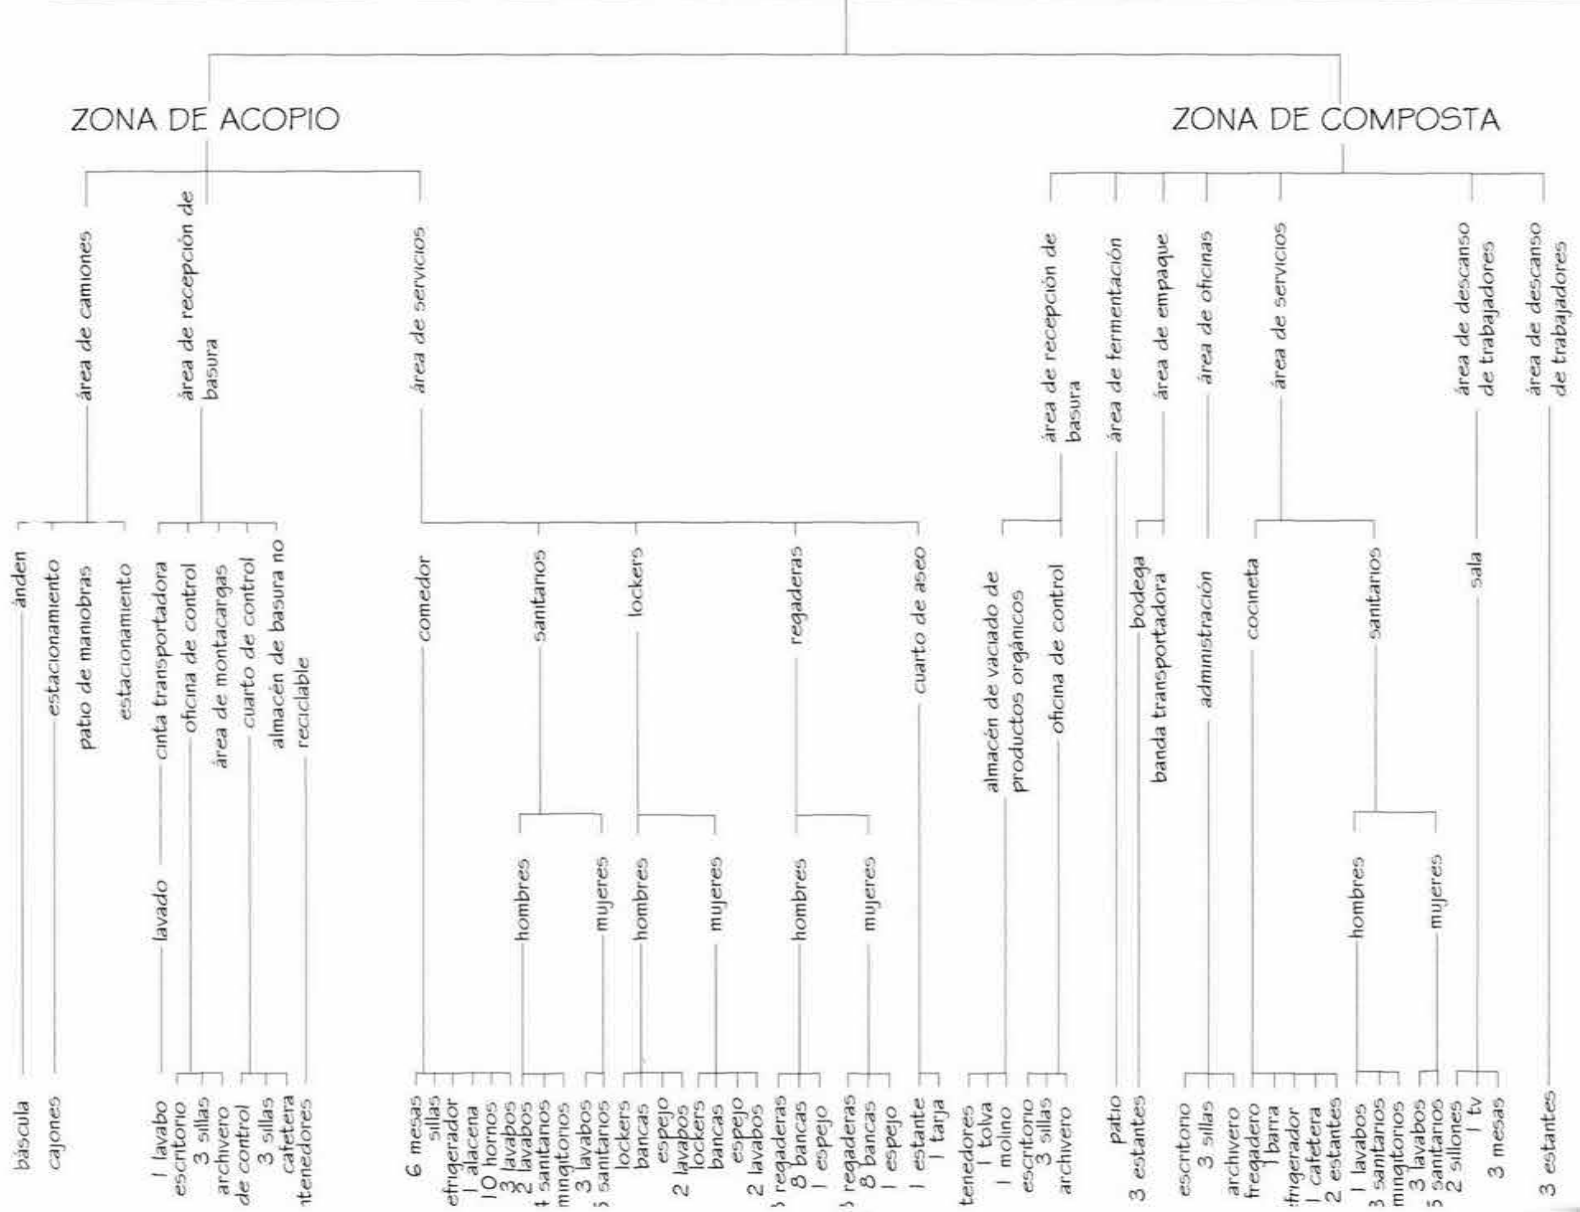 ZONA DE ACOPIO
ZONA DE COMPOSTA
área de camiones
área de recepción de
basura
área de servicios
área de recepción de
basura
área de fermentación
área de empaque
área de oficinas
área de servicios
área de descanso
de trabajadores
área de descanso
de trabajadores
ánden
estacionamiento
patio de maniobras
estacionamiento
cinta transportadora
oficina de control
área de montacargas
cuarto de control
almacén de basura no
reciclable
comedor
sanitarios
lockers
regaderas
cuarto de aseo
almacén de vaciado de
productos orgánicos
oficina de control
bodega
banda transportadora
administración
cocineta
sanitarios
sala
lavado
hombres
mujeres
hombres
mujeres
hombres
mujeres
hombres
mujeres
báscula
cajones
1 lavabo
escritorio
3 sillas
archivero
de control
3 sillas
cafetera
6 mesas
sillas
1 alacena
10 hornos
3 lavabos
2 lavabos
sanitarios
3 lavabos
sanitarios
lockers
bancas
espejo
2 lavabos
lockers
bancas
espejo
2 lavabos
regaderas
8 bancas
1 espejo
regaderas
8 bancas
1 espejo
1 estante
1 tarja
1 tolva
1 molino
escritorio
3 sillas
archivero
patio
3 estantes
escritorio
3 sillas
archivero
fregadero
1 barra
1 cafetera
2 estantes
1 lavabos
3 sanitarios
3 lavabos
sanitarios
2 sillones
1 tv
3 mesas
3 estantes